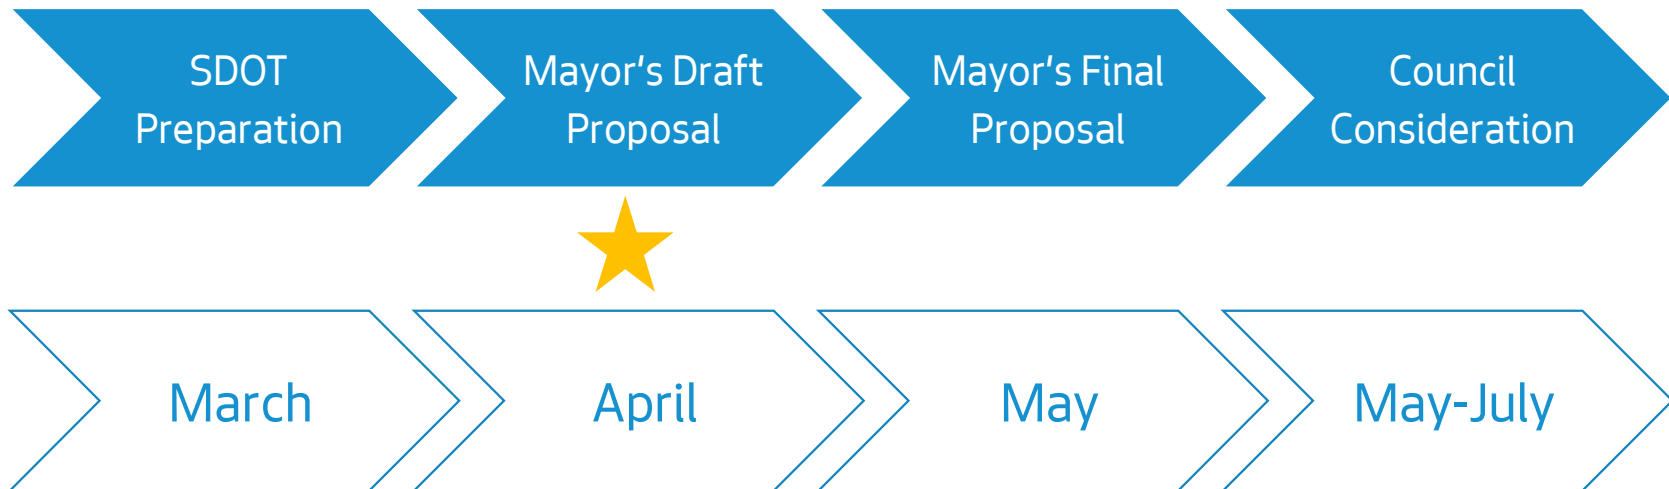 SDOT
Preparation
Mayor's Draft
Proposal
Mayor's Final
Proposal
Council
Consideration
March
April
May
May-July